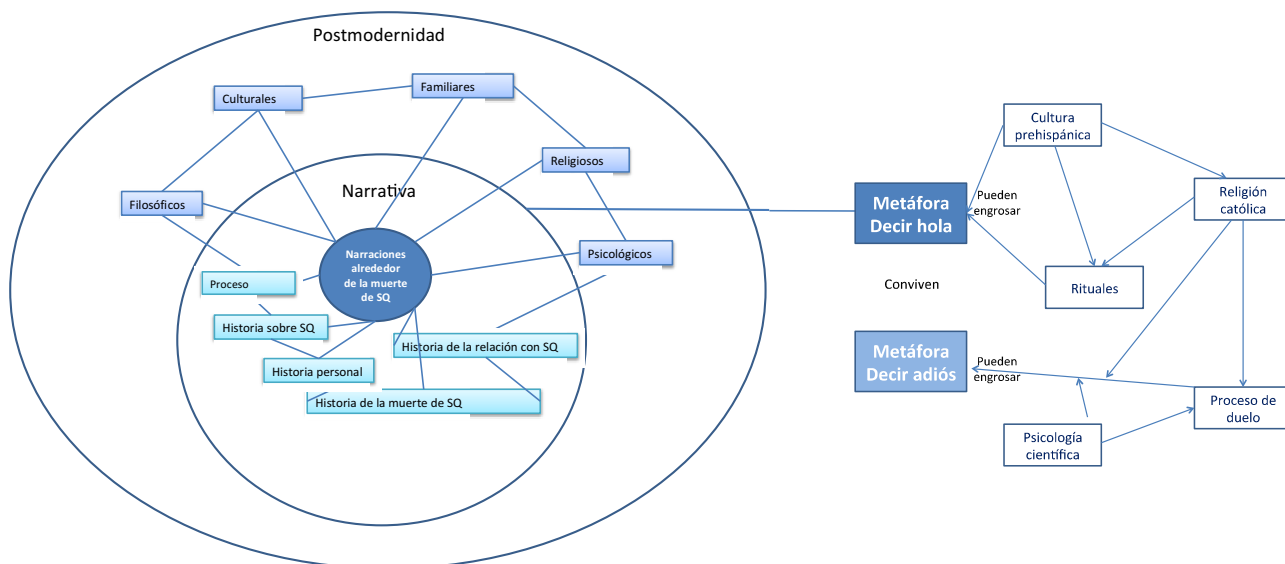 Postmodernidad
Culturales
Familiares
Religiosos
Filosóficos
Psicológicos
Narrativa
Narraciones
alrededor
de la muerte
de SQ
Proceso
Historia sobre SQ
Historia personal
Historia de la relación con SQ
Historia de la muerte de SQ
Metáfora
Decir hola
Pueden
engrosar
Conviven
Metáfora
Decir adiós
Pueden
engrosar
Cultura
prehispánica
Religión
católica
Rituales
Proceso de
duelo
Psicología
científica